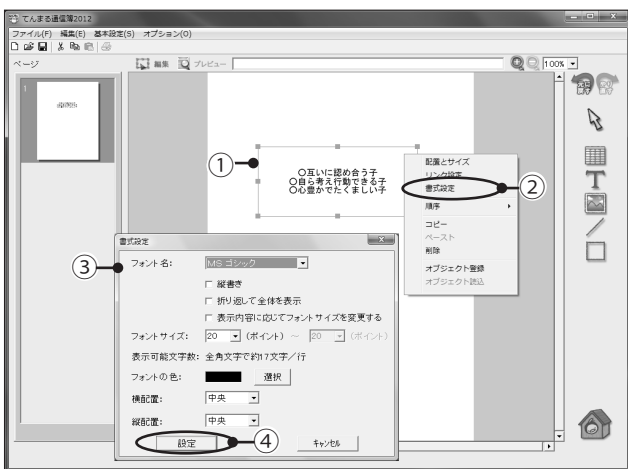 てんまる通信簿2012
ファイル(F) 編集(E) 基本設定(S) オプション(O)
ページ
編集 プレビュー
100%
1
①
○互いに認め合う子
○自ら考え行動できる子
○心豊かでたくましい子
配置とサイズ
リンク設定
書式設定
②
順序
コピー
ペースト
削除
オブジェクト登録
オブジェクト読込
書式設定
③
フォント名: MS ゴシック
縦書き
折り返して全体を表示
表示内容に応じてフォントサイズを変更する
フォントサイズ: 20 (ポイント) ～ 20 (ポイント)
表示可能文字数: 全角文字で約17文字／行
フォントの色: 選択
横配置: 中央
縦配置: 中央
設定 ④ キャンセル
T